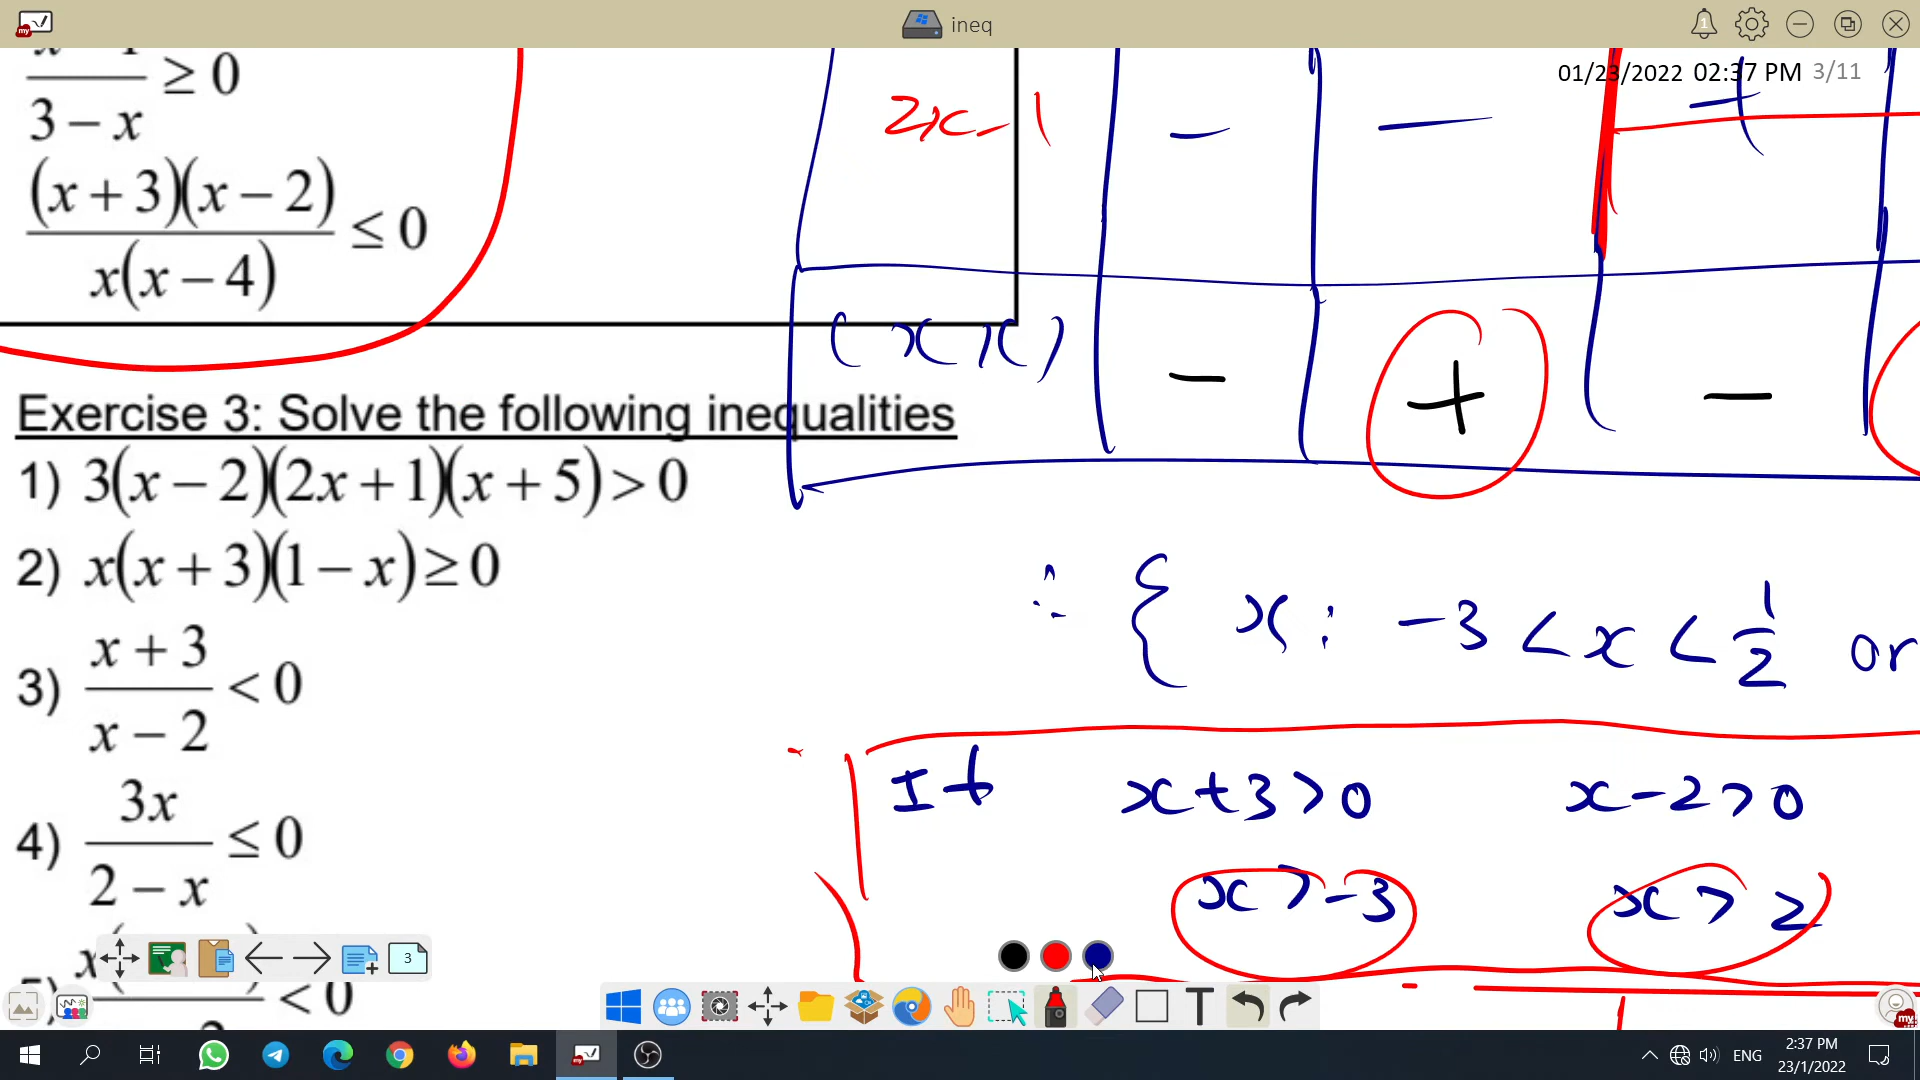 ineq
01/23/2022 02:37 PM 3/11
3 − x ≥ 0
(x + 3)(x − 2)
x(x − 4) ≤ 0
2x − 1 − − +
(x)(x) − + −
Exercise 3: Solve the following inequalities
1) 3(x − 2)(2x + 1)(x + 5) > 0
2) x(x + 3)(1 − x) ≥ 0
3) x + 3 / x − 2 < 0
4) 3x / 2 − x ≤ 0
< 0
∴ { x : −3 < x < 1/2 or
If x + 3 > 0 x − 2 > 0
x > −3 x > 2
3
T
ENG
2:37 PM
23/1/2022
my